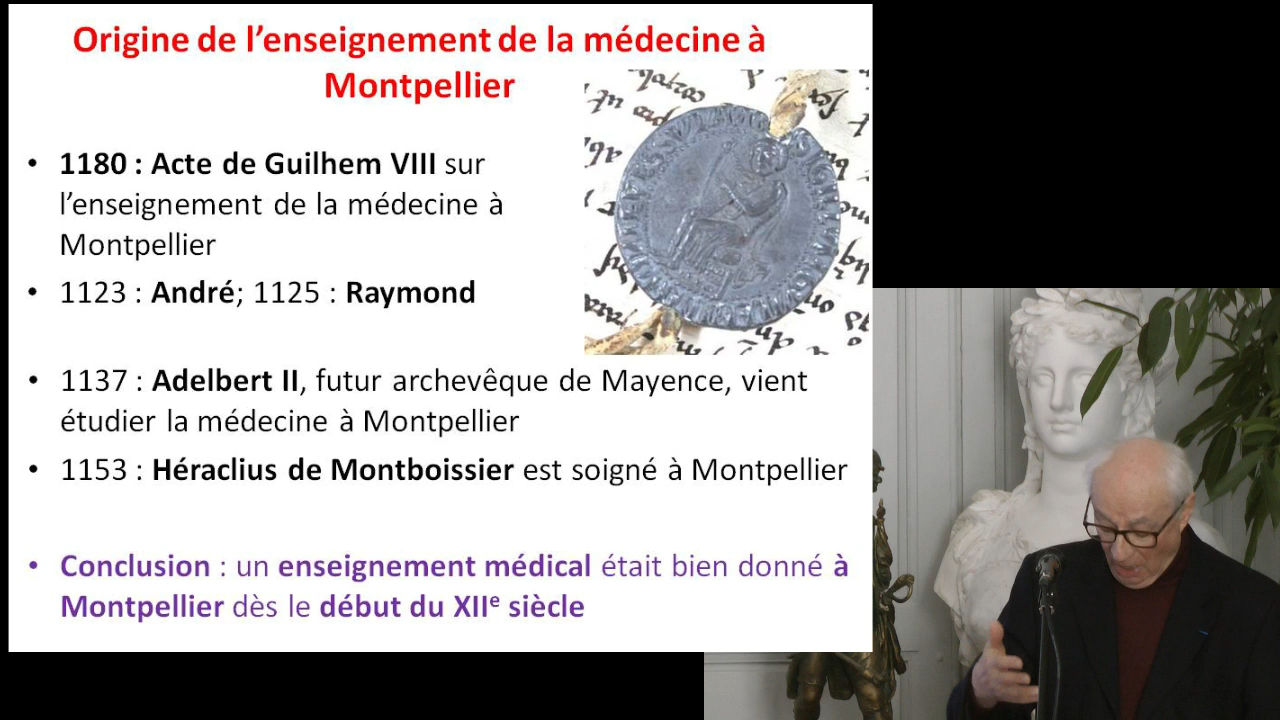 Origine de l’enseignement de la médecine à
Montpellier
• 1180 : Acte de Guilhem VIII sur
l’enseignement de la médecine à
Montpellier
• 1123 : André; 1125 : Raymond
• 1137 : Adelbert II, futur archevêque de Mayence, vient
étudier la médecine à Montpellier
• 1153 : Héraclius de Montboissier est soigné à Montpellier
• Conclusion : un enseignement médical était bien donné à
Montpellier dès le début du XIIe siècle